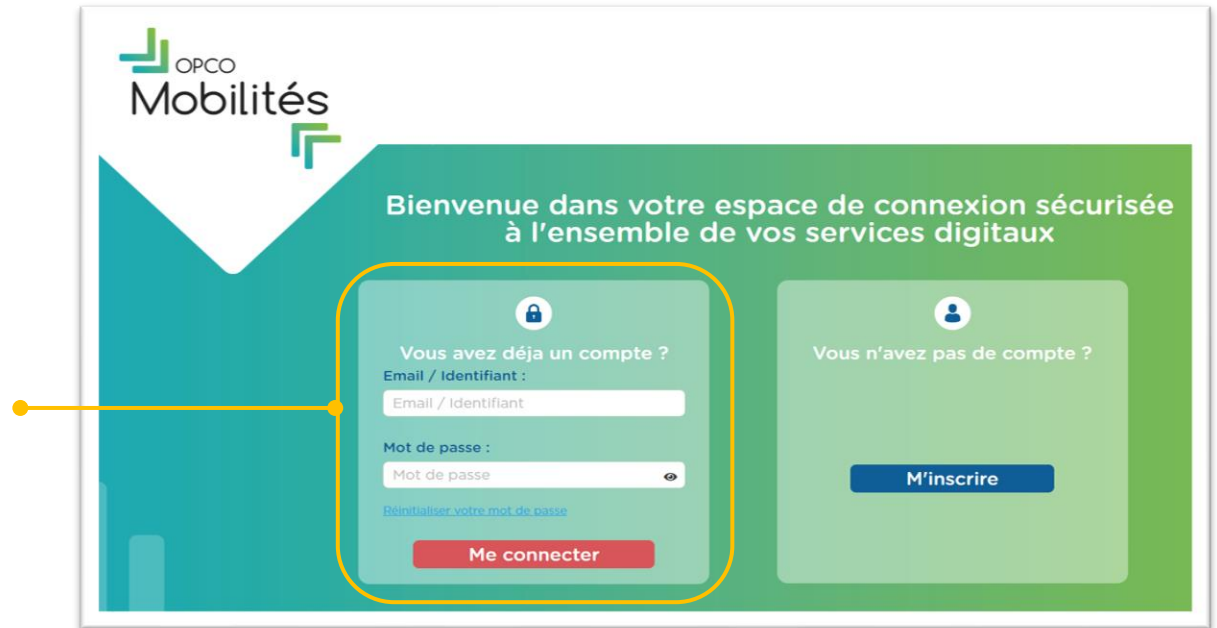 OPCO
Mobilités
Bienvenue dans votre espace de connexion sécurisée
à l'ensemble de vos services digitaux
Vous avez déja un compte ?
Email / Identifiant :
Email / Identifiant
Mot de passe :
Mot de passe
Réinitialiser votre mot de passe
Me connecter
Vous n'avez pas de compte ?
M'inscrire